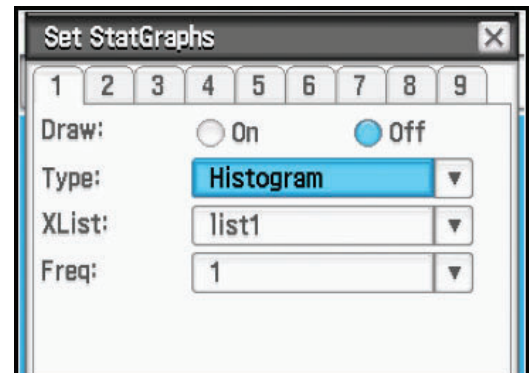 Set StatGraphs
1 2 3 4 5 6 7 8 9
Draw: On Off
Type: Histogram
XList: list1
Freq: 1